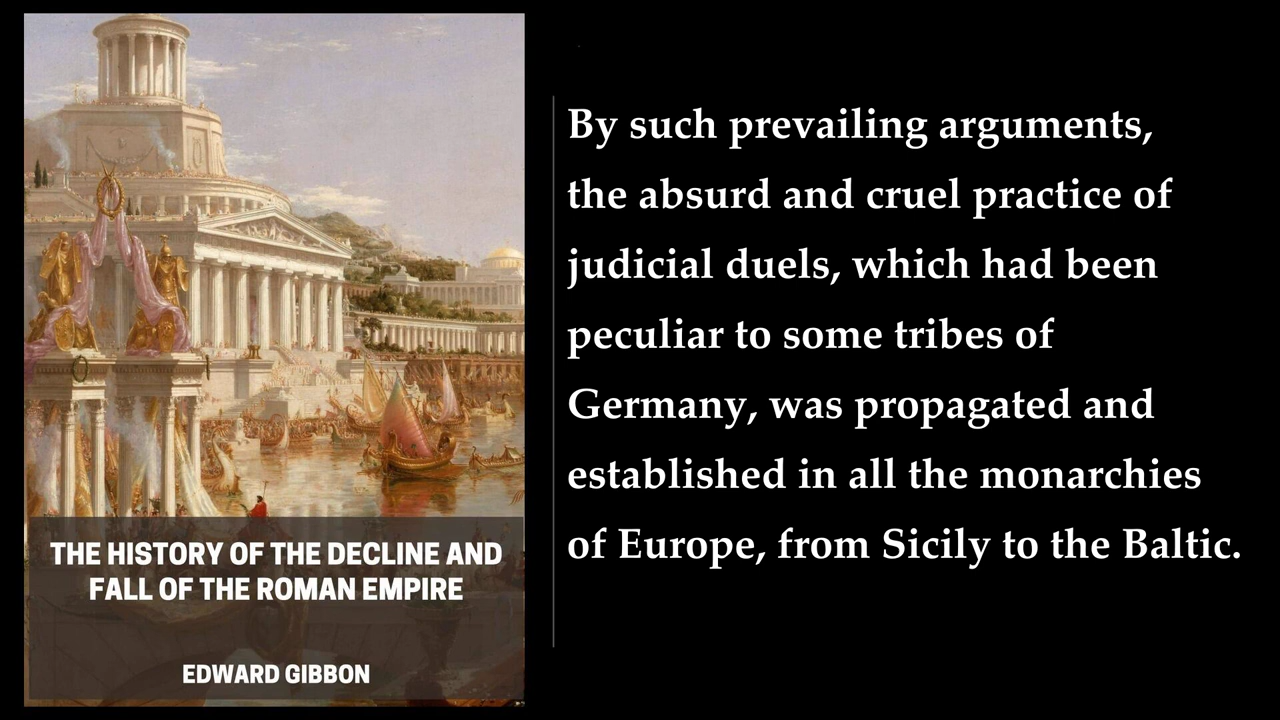 THE HISTORY OF THE DECLINE AND
FALL OF THE ROMAN EMPIRE
EDWARD GIBBON
By such prevailing arguments,
the absurd and cruel practice of
judicial duels, which had been
peculiar to some tribes of
Germany, was propagated and
established in all the monarchies
of Europe, from Sicily to the Baltic.